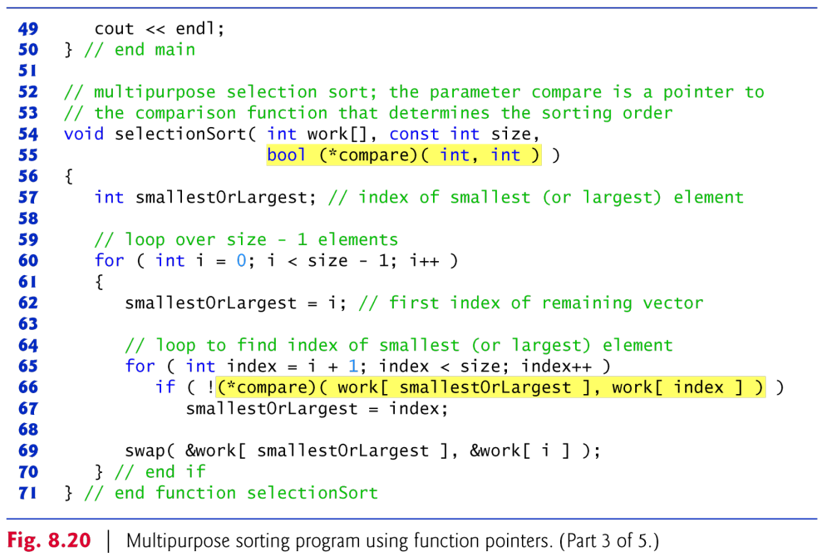 49    cout << endl;
50 } // end main
51
52 // multipurpose selection sort; the parameter compare is a pointer to
53 // the comparison function that determines the sorting order
54 void selectionSort( int work[], const int size,
55                     bool (*compare)( int, int ) )
56 {
57    int smallestOrLargest; // index of smallest (or largest) element
58
59    // loop over size - 1 elements
60    for ( int i = 0; i < size - 1; i++ )
61    {
62       smallestOrLargest = i; // first index of remaining vector
63
64       // loop to find index of smallest (or largest) element
65       for ( int index = i + 1; index < size; index++ )
66          if ( !(*compare)( work[ smallestOrLargest ], work[ index ] ) )
67             smallestOrLargest = index;
68
69       swap( &work[ smallestOrLargest ], &work[ i ] );
70    } // end if
71 } // end function selectionSort
Fig. 8.20 | Multipurpose sorting program using function pointers. (Part 3 of 5.)